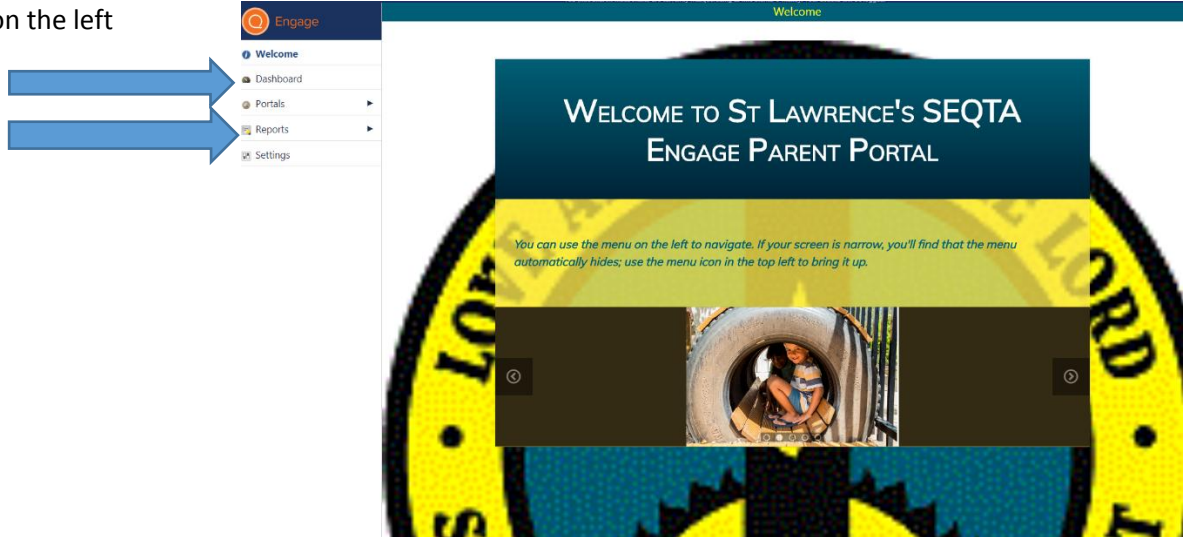 on the left
Engage
Welcome
Welcome
Dashboard
Portals
Reports
Settings
WELCOME TO ST LAWRENCE'S SEQTA
ENGAGE PARENT PORTAL
You can use the menu on the left to navigate. If your screen is narrow, you'll find that the menu
automatically hides; use the menu icon in the top left to bring it up.
LORD